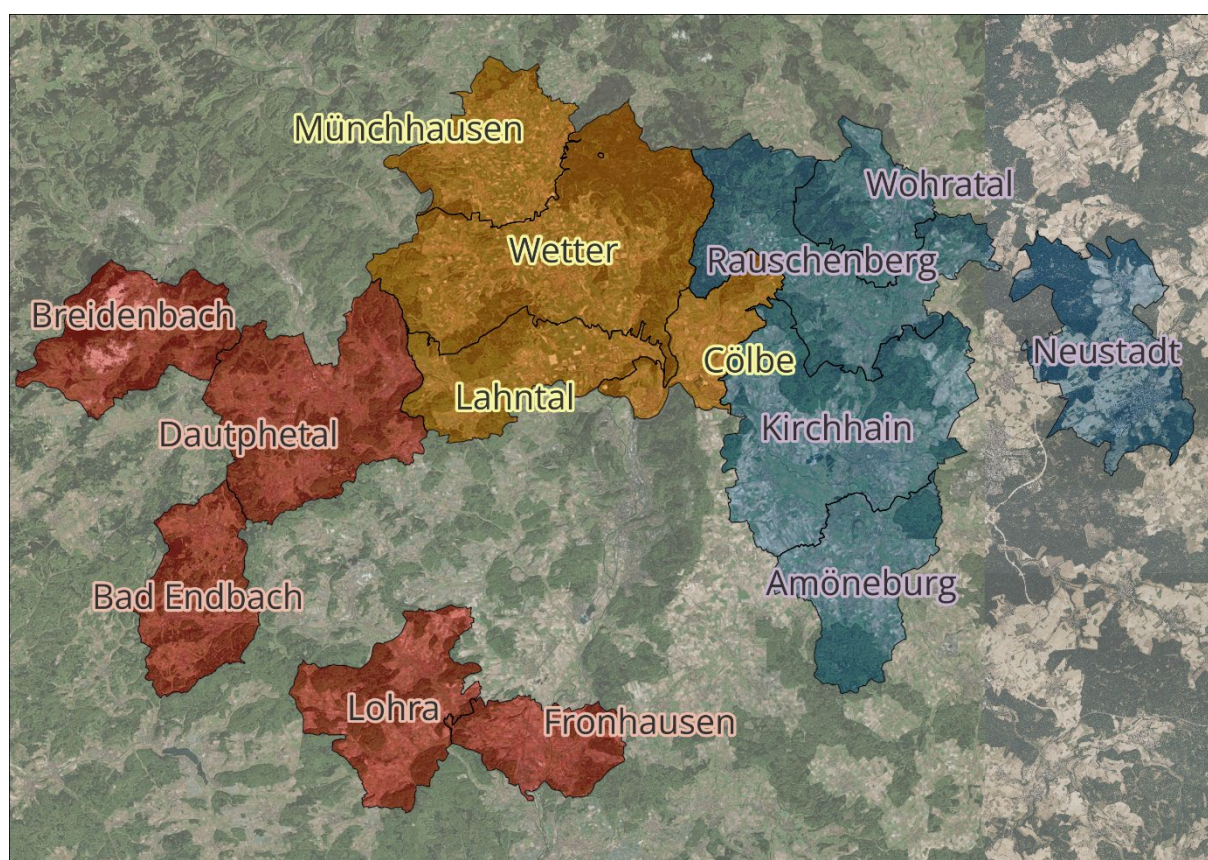 Münchhausen
Wohratal
Wetter
Rauschenberg
Breidenbach
Cölbe
Neustadt
Lahntal
Dautphetal
Kirchhain
Amöneburg
Bad Endbach
Lohra
Fronhausen